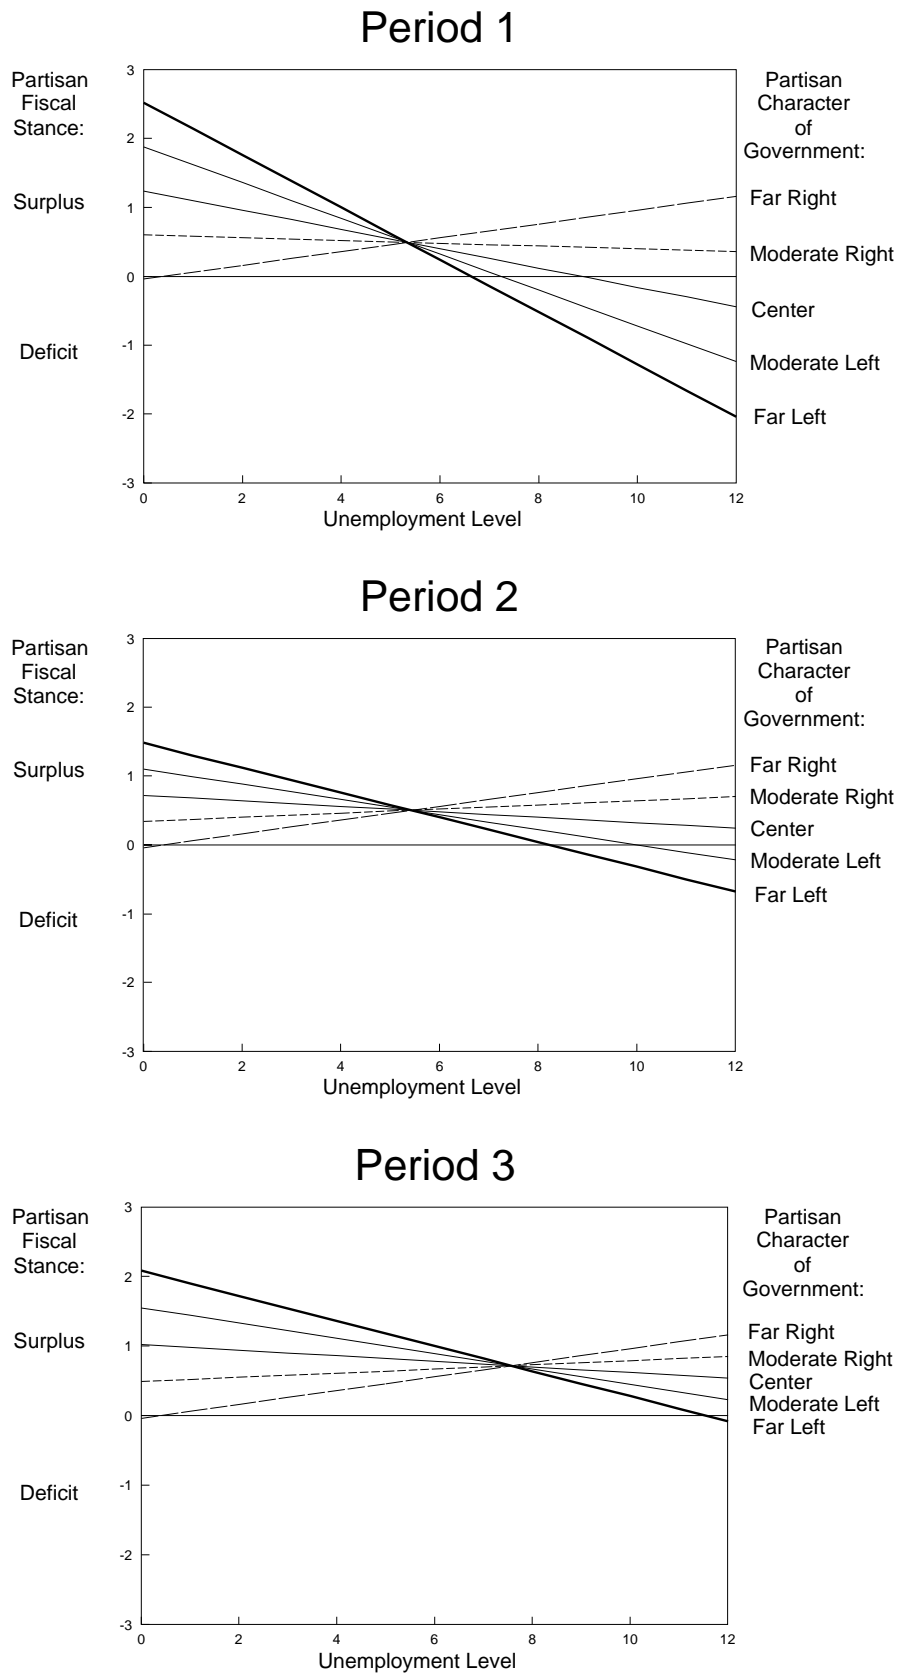 Period 1
Partisan
Fiscal
Stance:
Surplus
Deficit
3
2
1
0
-1
-2
-3
0 2 4 6 8 10 12
Unemployment Level
Partisan
Character
of
Government:
Far Right
Moderate Right
Center
Moderate Left
Far Left
Period 2
Partisan
Fiscal
Stance:
Surplus
Deficit
3
2
1
0
-1
-2
-3
0 2 4 6 8 10 12
Unemployment Level
Partisan
Character
of
Government:
Far Right
Moderate Right
Center
Moderate Left
Far Left
Period 3
Partisan
Fiscal
Stance:
Surplus
Deficit
3
2
1
0
-1
-2
-3
0 2 4 6 8 10 12
Unemployment Level
Partisan
Character
of
Government:
Far Right
Moderate Right
Center
Moderate Left
Far Left